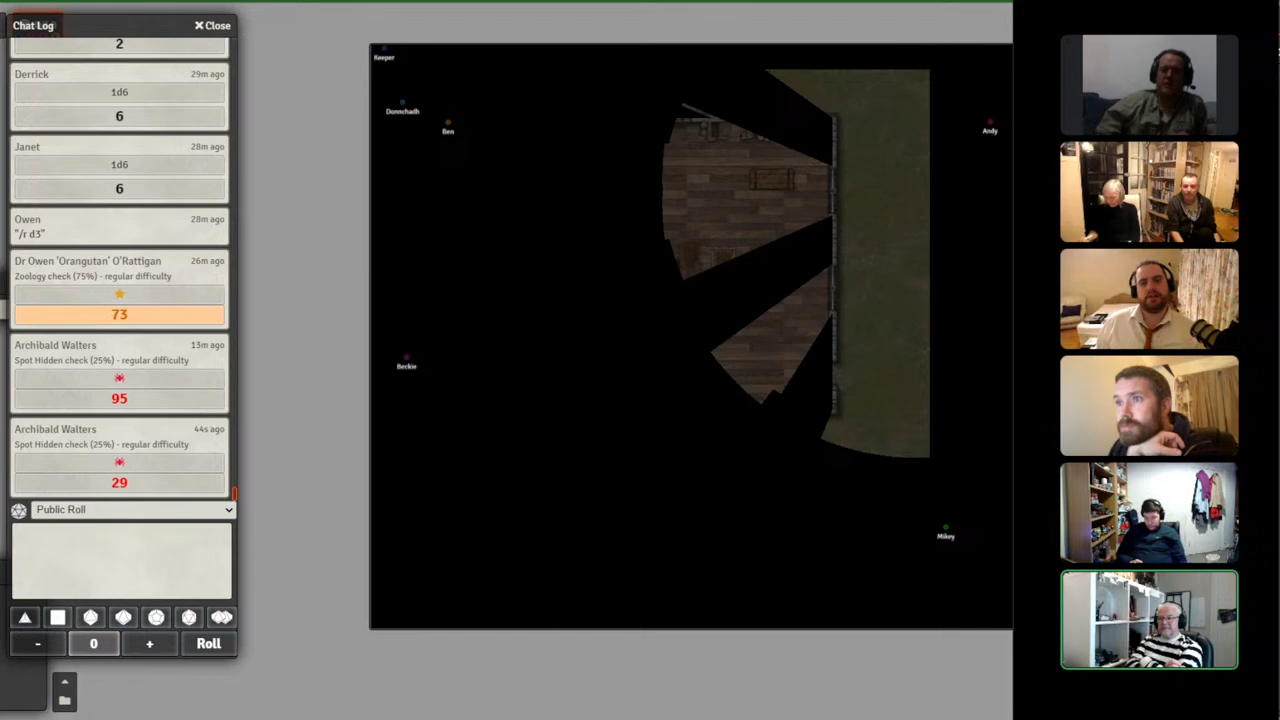 Chat Log
Close
2
Derrick 29m ago
1d6
6
Janet 28m ago
1d6
6
Owen 28m ago
"/r d3"
Dr Owen 'Orangutan' O'Rattigan 26m ago
Zoology check (75%) - regular difficulty
73
Archibald Walters 13m ago
Spot Hidden check (25%) - regular difficulty
95
Archibald Walters 44s ago
Spot Hidden check (25%) - regular difficulty
29
Public Roll
- 0 + Roll
Keeper
Donnchadh
Ben
Andy
Beckie
Mikey